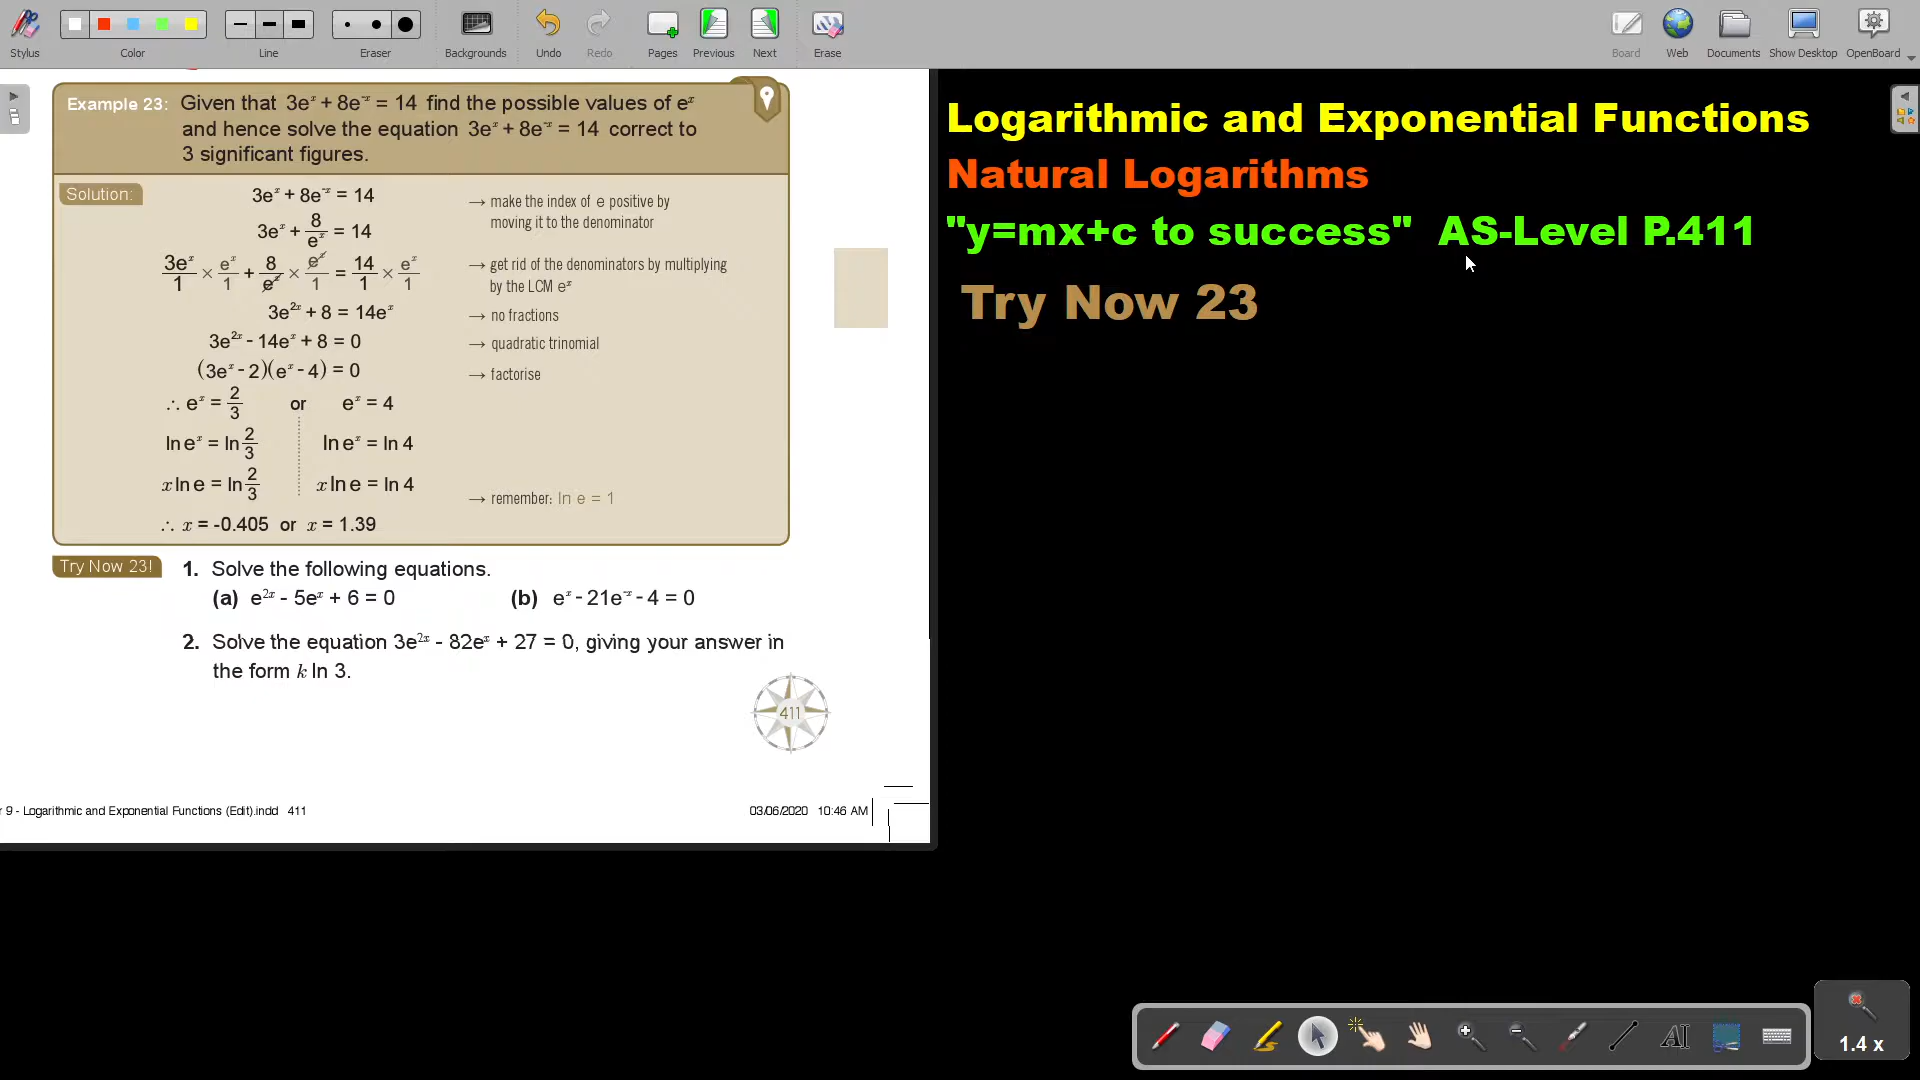 Stylus
Color
Line
Eraser
Backgrounds
Undo
Redo
Pages
Previous
Next
Erase
Board
Web
Documents
Show Desktop
OpenBoard
Example 23: Given that 3eˣ + 8e⁻ˣ = 14 find the possible values of eˣ
and hence solve the equation 3eˣ + 8e⁻ˣ = 14 correct to
3 significant figures.
Solution:
3eˣ + 8e⁻ˣ = 14
→ make the index of e positive by
moving it to the denominator
3eˣ + 8/eˣ = 14
3eˣ/1 × eˣ/1 + 8/eˣ × eˣ/1 = 14/1 × eˣ/1
→ get rid of the denominators by multiplying
by the LCM eˣ
3e²ˣ + 8 = 14eˣ → no fractions
3e²ˣ - 14eˣ + 8 = 0 → quadratic trinomial
(3eˣ - 2)(eˣ - 4) = 0 → factorise
∴ eˣ = 2/3 or eˣ = 4
ln eˣ = ln 2/3 ln eˣ = ln 4
x ln e = ln 2/3 x ln e = ln 4
→ remember: ln e = 1
∴ x = -0.405 or x = 1.39
Try Now 23!
1. Solve the following equations.
(a) e²ˣ - 5eˣ + 6 = 0 (b) eˣ - 21e⁻ˣ - 4 = 0
2. Solve the equation 3e²ˣ - 82eˣ + 27 = 0, giving your answer in
the form k ln 3.
411
r 9 - Logarithmic and Exponential Functions (Edit).indd 411
03/06/2020 10:46 AM
Logarithmic and Exponential Functions
Natural Logarithms
"y=mx+c to success" AS-Level P.411
Try Now 23
AI
1.4 x